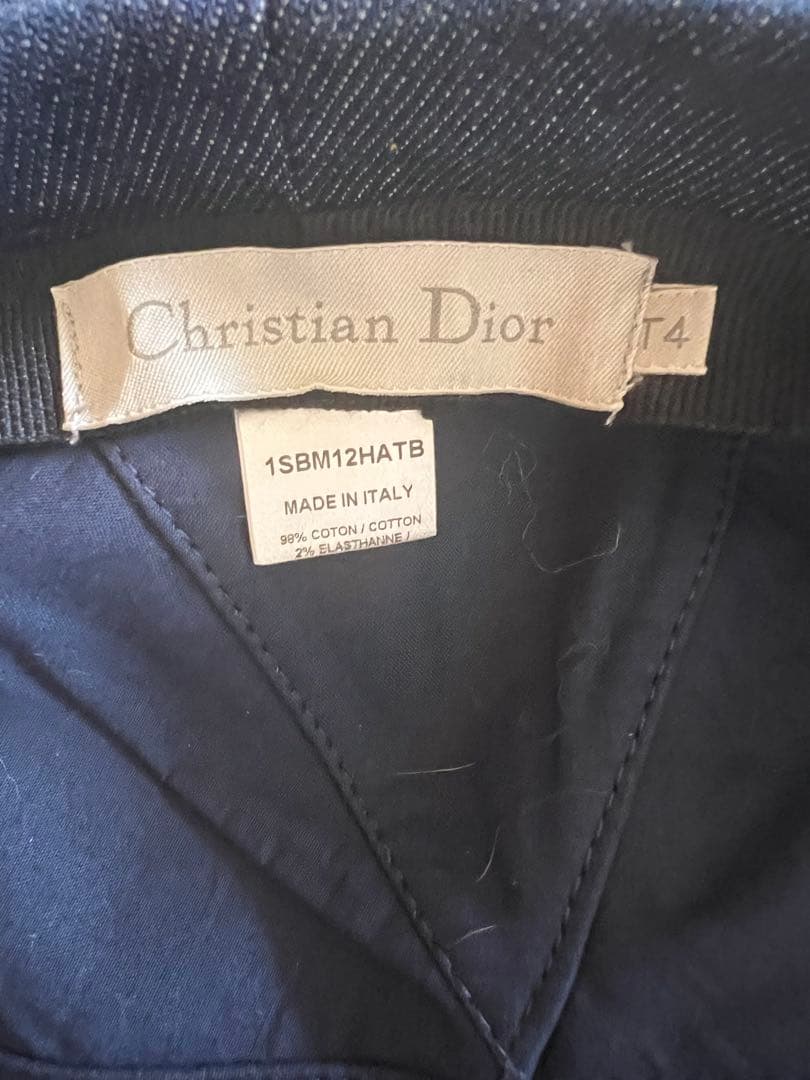 Christian Dior
T4
1SBM12HATB
MADE IN ITALY
98% COTON / COTTON
2% ELASTHANNE /